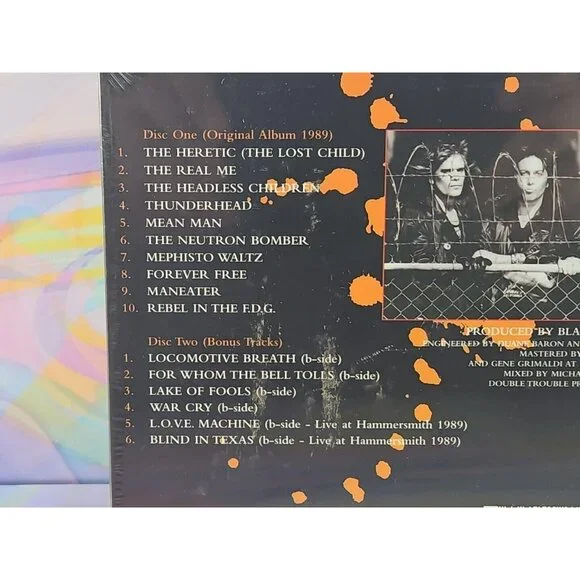 Disc One (Original Album 1989)
1. THE HERETIC (THE LOST CHILD)
2. THE REAL ME
3. THE HEADLESS CHILDREN
4. THUNDERHEAD
5. MEAN MAN
6. THE NEUTRON BOMBER
7. MEPHISTO WALTZ
8. FOREVER FREE
9. MANEATER
10. REBEL IN THE F.D.G.
Disc Two (Bonus Tracks)
1. LOCOMOTIVE BREATH (b-side)
2. FOR WHOM THE BELL TOLLS (b-side)
3. LAKE OF FOOLS (b-side)
4. WAR CRY (b-side)
5. L.O.V.E. MACHINE (b-side - Live at Hammersmith 1989)
6. BLIND IN TEXAS (b-side - Live at Hammersmith 1989)
PRODUCED BY BLA
ENGINEERED BY DUANE BARON AN
MASTERED BY
AND GENE GRIMALDI AT
MIXED BY MICHA
DOUBLE TROUBLE PR